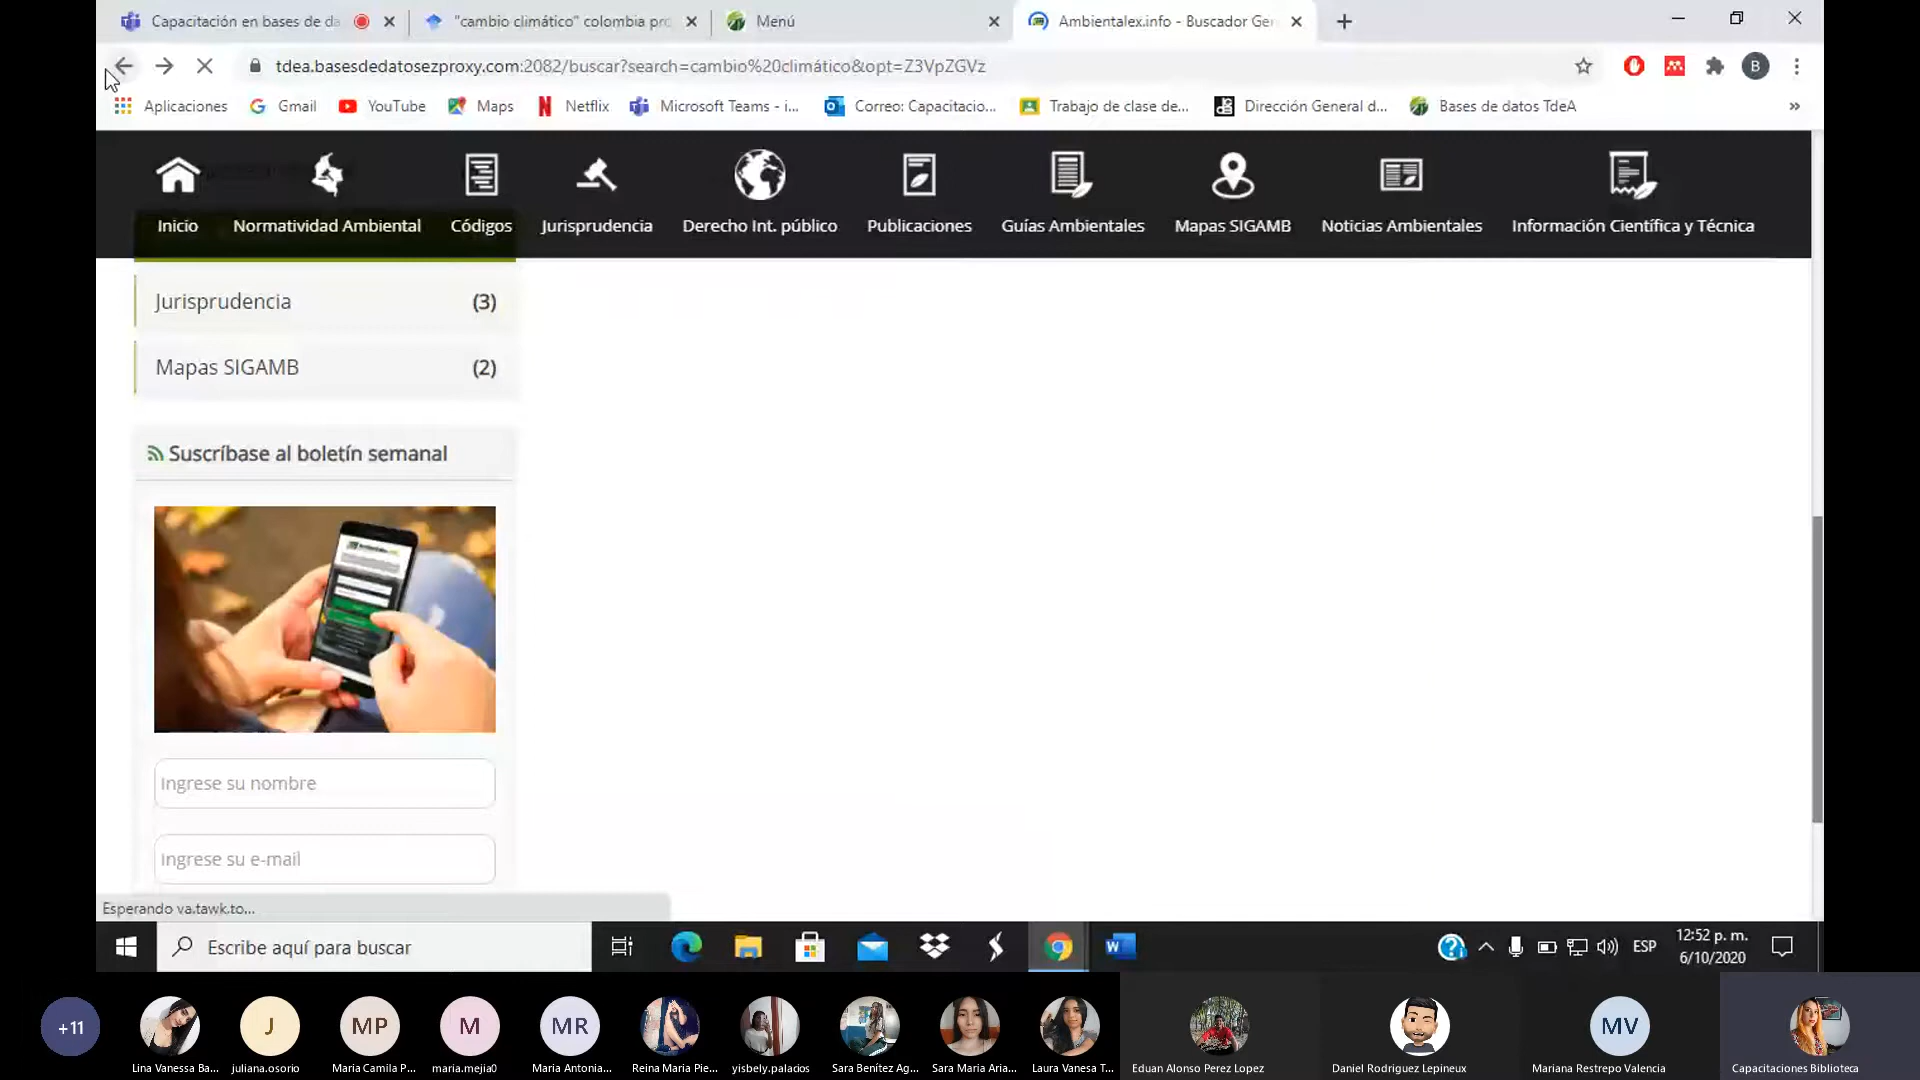 Capacitación en bases de da
"cambio climático" colombia pro
Menú
Ambientalex.info - Buscador Gen
tdea.basesdedatosezproxy.com:2082/buscar?search=cambio%20climático&opt=Z3VpZGVz
B
Aplicaciones
Gmail
YouTube
Maps
Netflix
Microsoft Teams - i...
Correo: Capacitacio...
Trabajo de clase de...
Dirección General d...
Bases de datos TdeA
»
Inicio
Normatividad Ambiental
Códigos
Jurisprudencia
Derecho Int. público
Publicaciones
Guías Ambientales
Mapas SIGAMB
Noticias Ambientales
Información Científica y Técnica
Jurisprudencia (3)
Mapas SIGAMB (2)
Suscríbase al boletín semanal
Ingrese su nombre
Ingrese su e-mail
Esperando va.tawk.to...
Escribe aquí para buscar
ESP
12:52 p. m.
6/10/2020
+11
J
MP
M
MR
MV
Lina Vanessa Ba...
juliana.osorio
Maria Camila P...
maria.mejia0
Maria Antonia...
Reina Maria Pie...
yisbely.palacios
Sara Benítez Ag...
Sara Maria Aria...
Laura Vanesa T...
Eduan Alonso Perez Lopez
Daniel Rodriguez Lepineux
Mariana Restrepo Valencia
Capacitaciones Biblioteca